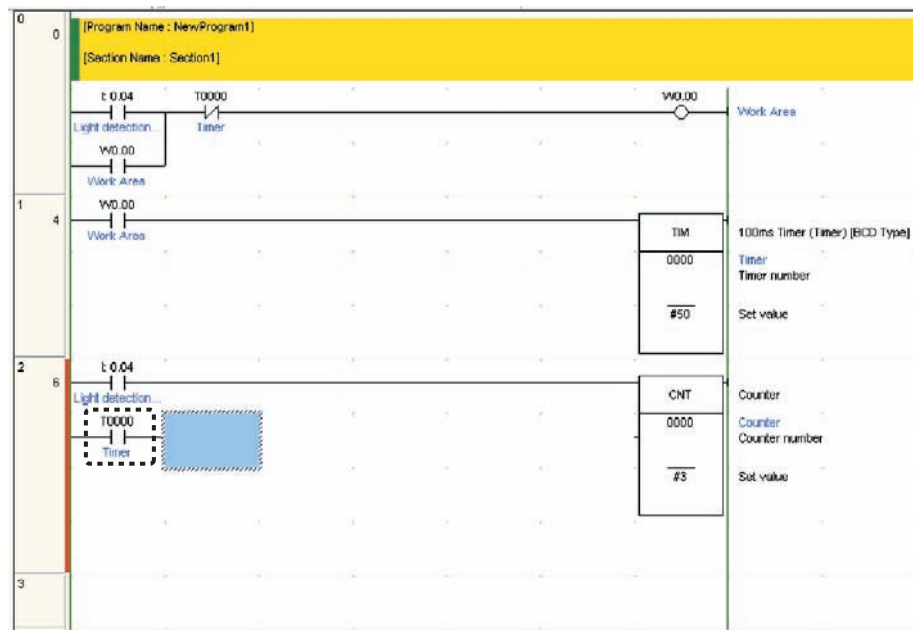 0
0
[Program Name : NewProgram1]
[Section Name : Section1]
I: 0.04
T0000
W0.00
Light detection...
Timer
Work Area
W0.00
Work Area
1
4
W0.00
Work Area
TIM
100ms Timer (Timer) [BCD Type]
0000
Timer
Timer number
#50
Set value
2
6
I: 0.04
Light detection...
CNT
Counter
T0000
Timer
0000
Counter
Counter number
#3
Set value
3